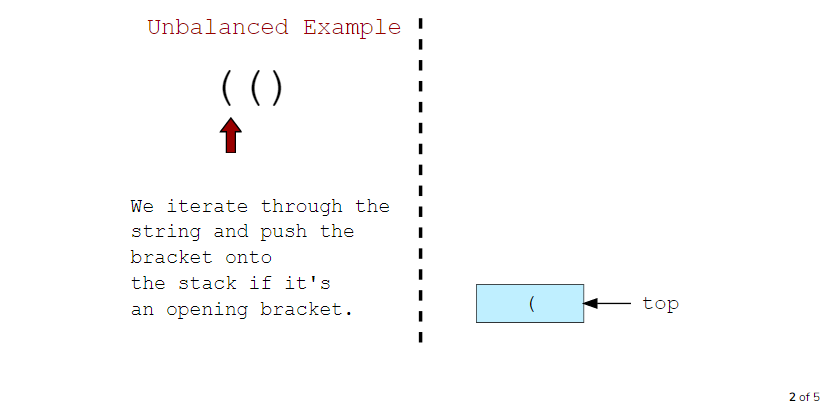 Unbalanced Example
(()
We iterate through the
string and push the
bracket onto
the stack if it's
an opening bracket.
(
top
2 of 5